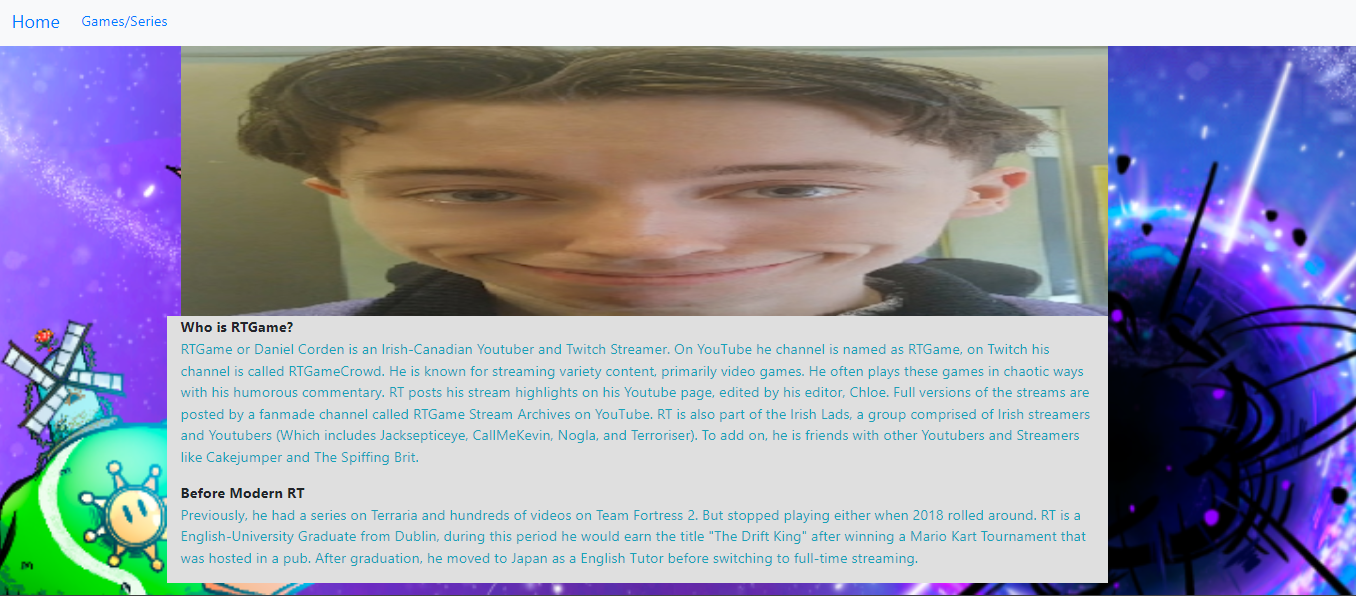 Home Games/Series
Who is RTGame?
RTGame or Daniel Corden is an Irish-Canadian Youtuber and Twitch Streamer. On YouTube he channel is named as RTGame, on Twitch his
channel is called RTGameCrowd. He is known for streaming variety content, primarily video games. He often plays these games in chaotic ways
with his humorous commentary. RT posts his stream highlights on his Youtube page, edited by his editor, Chloe. Full versions of the streams are
posted by a fanmade channel called RTGame Stream Archives on YouTube. RT is also part of the Irish Lads, a group comprised of Irish streamers
and Youtubers (Which includes Jacksepticeye, CallMeKevin, Nogla, and Terroriser). To add on, he is friends with other Youtubers and Streamers
like Cakejumper and The Spiffing Brit.
Before Modern RT
Previously, he had a series on Terraria and hundreds of videos on Team Fortress 2. But stopped playing either when 2018 rolled around. RT is a
English-University Graduate from Dublin, during this period he would earn the title "The Drift King" after winning a Mario Kart Tournament that
was hosted in a pub. After graduation, he moved to Japan as a English Tutor before switching to full-time streaming.